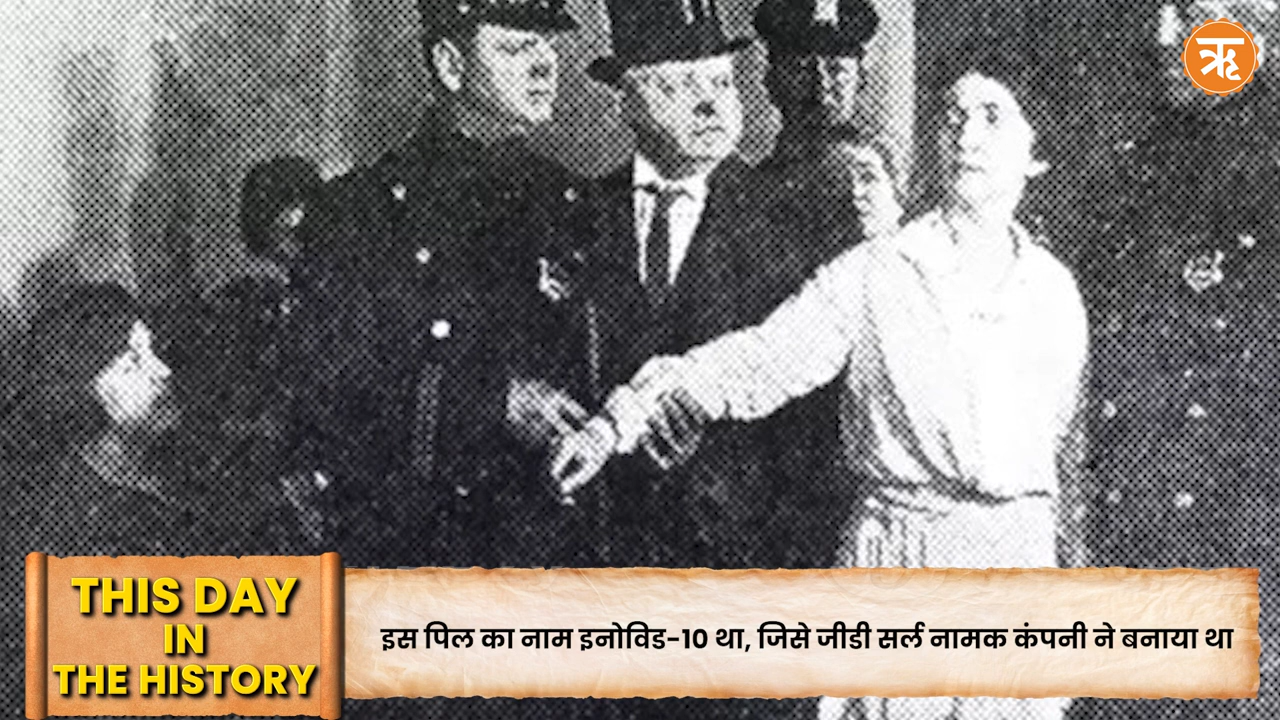 ऋ
THIS DAY
IN
THE HISTORY
इस पिल का नाम इनोविड-10 था, जिसे जीडी सर्ल नामक कंपनी ने बनाया था